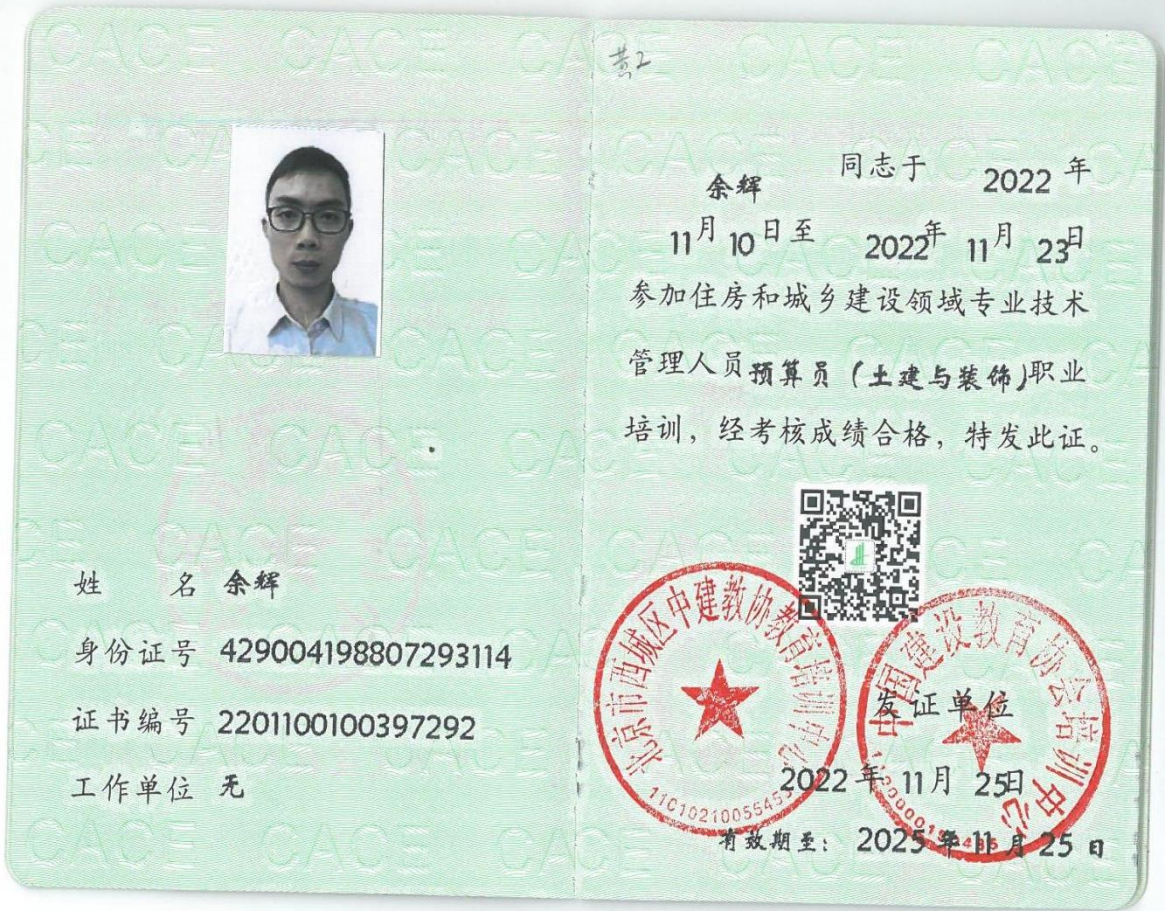 姓 名 余辉
身份证号 429004198807293114
证书编号 2201100100397292
工作单位 无
黄2
余辉 同志于 2022 年
11月 10 日至 2022年 11月 23日
参加住房和城乡建设领域专业技术
管理人员预算员（土建与装饰)职业
培训，经考核成绩合格，特发此证。
北京市西城区中建教协教育培训中心
中国建设教育协会培训中心
发证单位
2022 年 11月 25日
有效期至： 2025 年 11 月 25 日
CACE